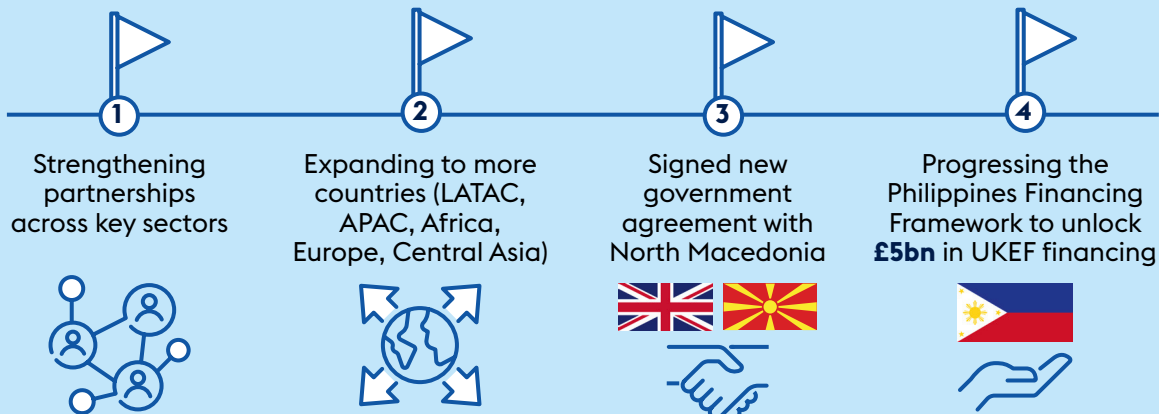 1
Strengthening
partnerships
across key sectors
2
Expanding to more
countries (LATAC,
APAC, Africa,
Europe, Central Asia)
3
Signed new
government
agreement with
North Macedonia
4
Progressing the
Philippines Financing
Framework to unlock
£5bn in UKEF financing